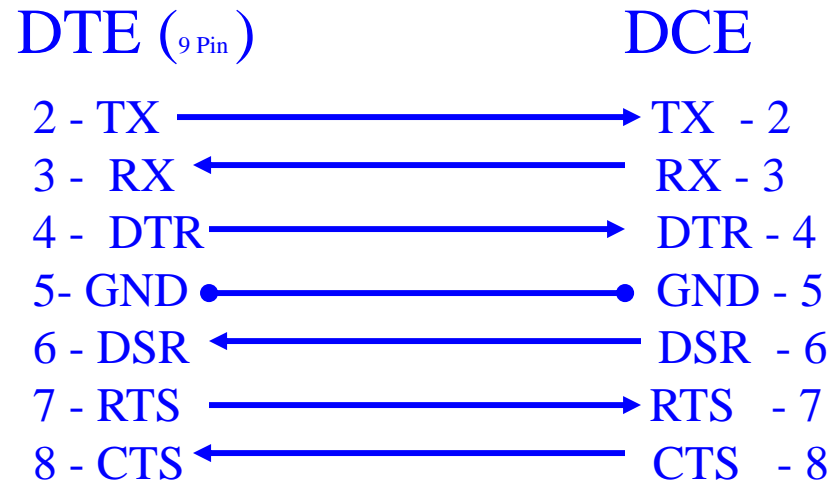 DTE (9 Pin) DCE
2 - TX TX - 2
3 - RX RX - 3
4 - DTR DTR - 4
5- GND GND - 5
6 - DSR DSR - 6
7 - RTS RTS - 7
8 - CTS CTS - 8